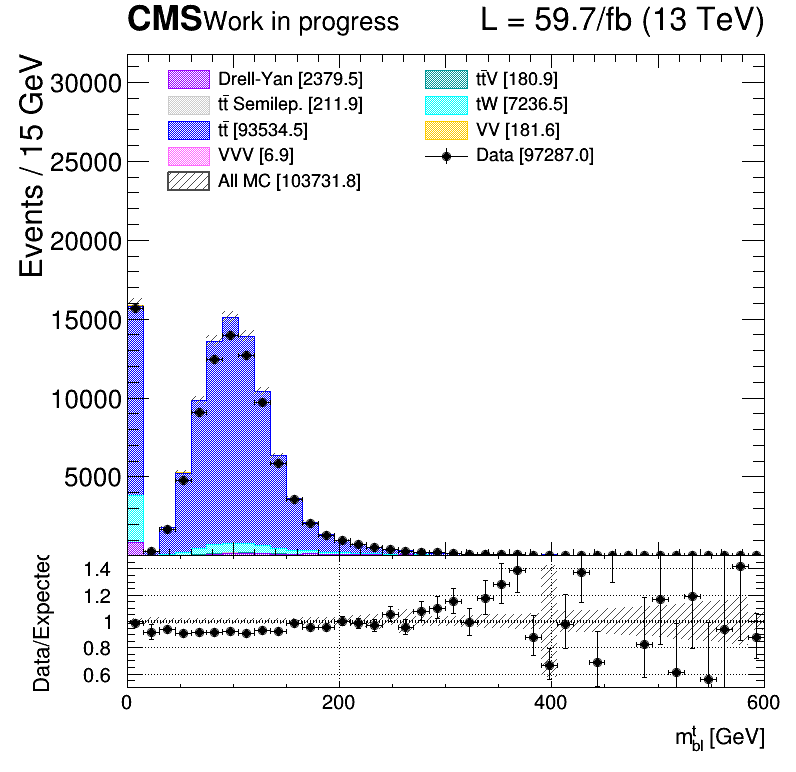 CMS Work in progress L = 59.7/fb (13 TeV)
Events / 15 GeV
30000
25000
20000
15000
10000
5000
Drell-Yan [2379.5]
tt̄ Semilep. [211.9]
tt̄ [93534.5]
VVV [6.9]
All MC [103731.8]
tt̄V [180.9]
tW [7236.5]
VV [181.6]
Data [97287.0]
Data/Expected
1.4
1.2
1
0.8
0.6
0 200 400 600
m^t_bl [GeV]